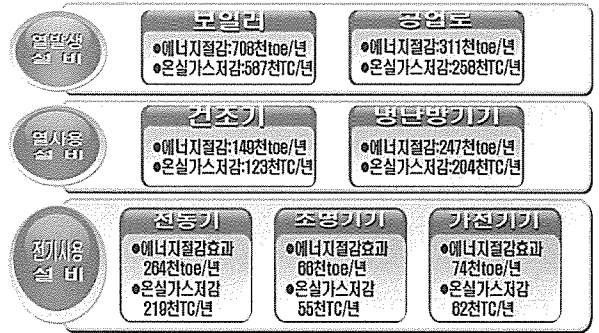 열발생
설 비
보일러
●에너지절감:708천toe/년
●온실가스저감:587천TC/년
공업로
●에너지절감:311천toe/년
●온실가스저감:258천TC/년
열사용
설 비
건조기
●에너지절감:149천toe/년
●온실가스저감:123천TC/년
냉난방기기
●에너지절감:247천toe/년
●온실가스저감:204천TC/년
전기사용
설 비
전동기
●에너지절감효과
264천toe/년
●온실가스저감
219천TC/년
조명기기
●에너지절감효과
66천toe/년
●온실가스저감
55천TC/년
가전기기
●에너지절감효과
74천toe/년
●온실가스저감
62천TC/년